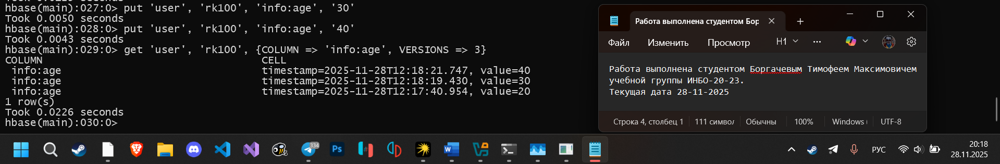 hbase(main):027:0> put 'user', 'rk100', 'info:age', '30'
Took 0.0050 seconds
hbase(main):028:0> put 'user', 'rk100', 'info:age', '40'
Took 0.0043 seconds
hbase(main):029:0> get 'user', 'rk100', {COLUMN => 'info:age', VERSIONS => 3}
COLUMN CELL
info:age timestamp=2025-11-28T12:18:21.747, value=40
info:age timestamp=2025-11-28T12:18:19.430, value=30
info:age timestamp=2025-11-28T12:17:40.954, value=20
1 row(s)
Took 0.0226 seconds
hbase(main):030:0>
Работа выполнена студентом Бор
Файл Изменить Просмотр H1
Работа выполнена студентом Боргачевым Тимофеем Максимовичем
учебной группы ИНБО-20-23.
Текущая дата 28-11-2025
Строка 4, столбец 1 111 символ Обычны 100% Windows UTF-8
334
Ps
W
РУС
20:18
28.11.2025